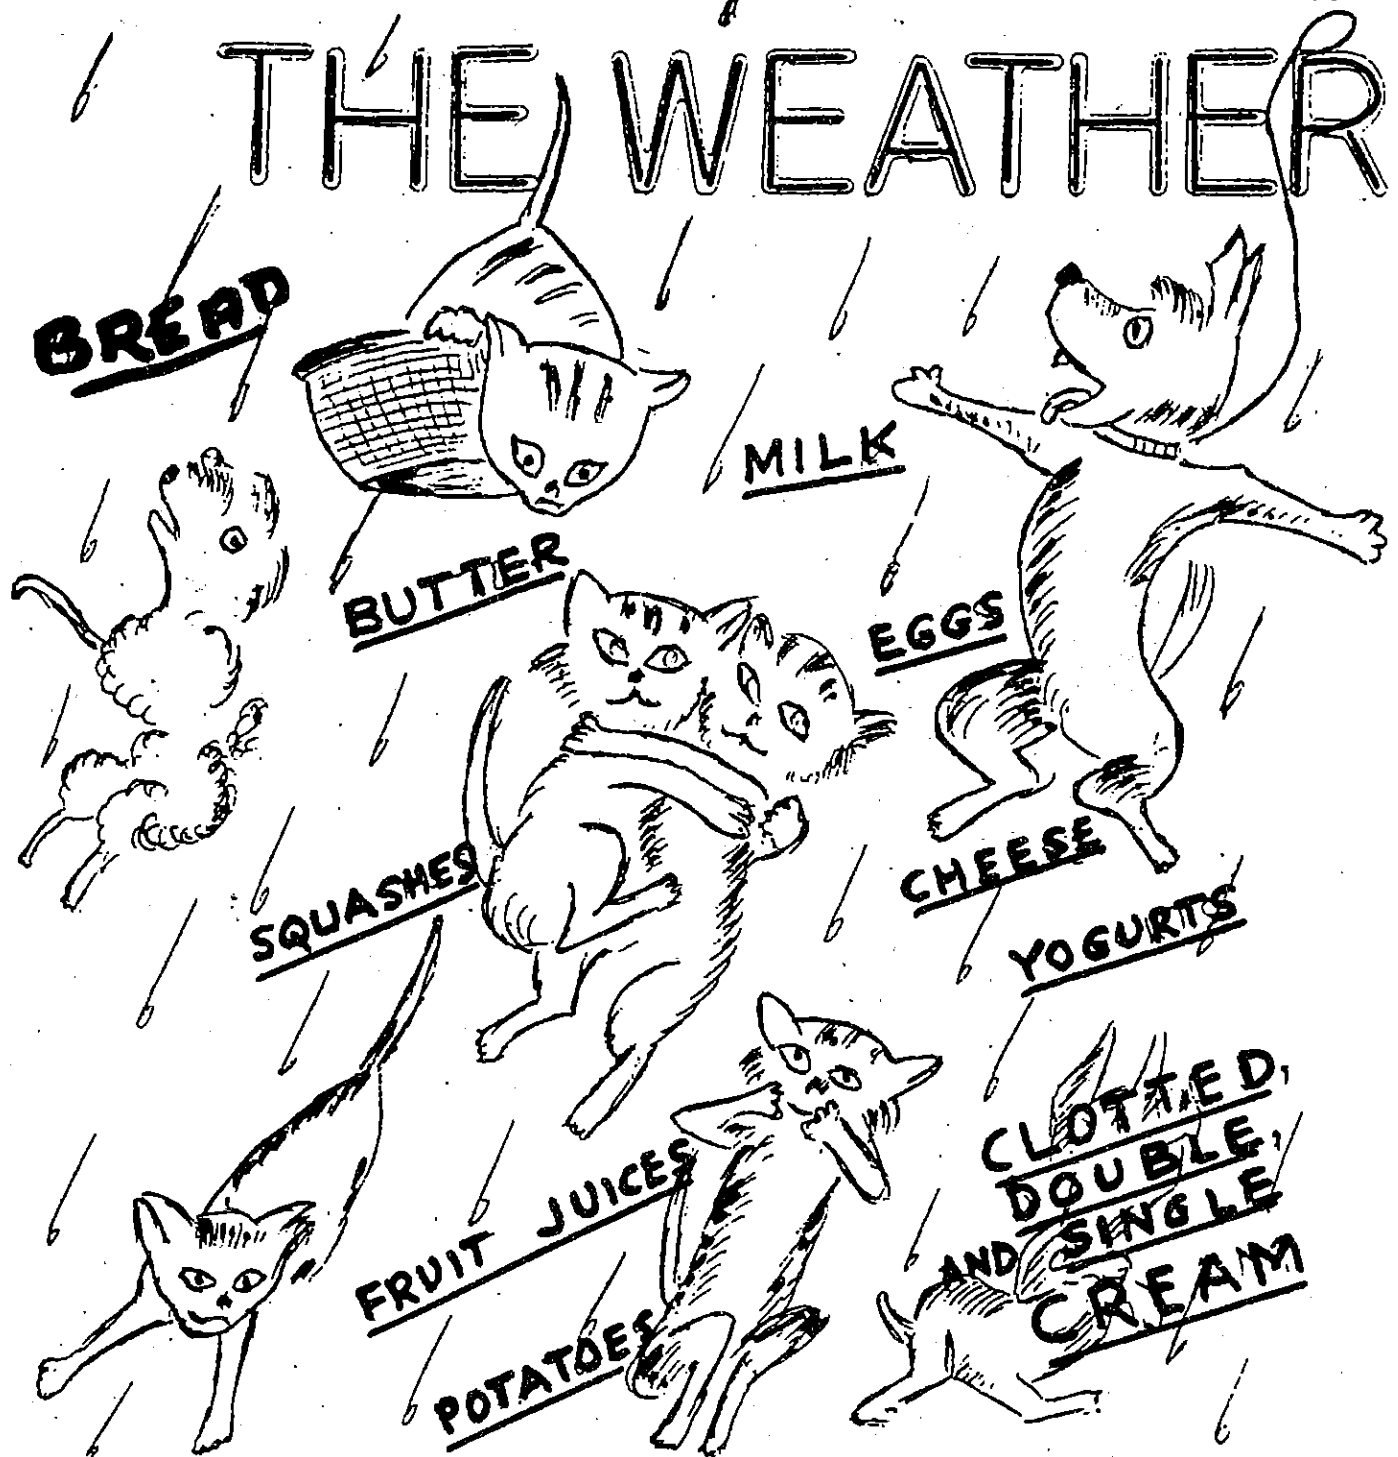 THE WEATHER
BREAD
MILK
BUTTER
EGGS
SQUASHES
CHEESE
YOGURTS
FRUIT JUICES
POTATOES
CLOTTED,
DOUBLE,
AND SINGLE
CREAM